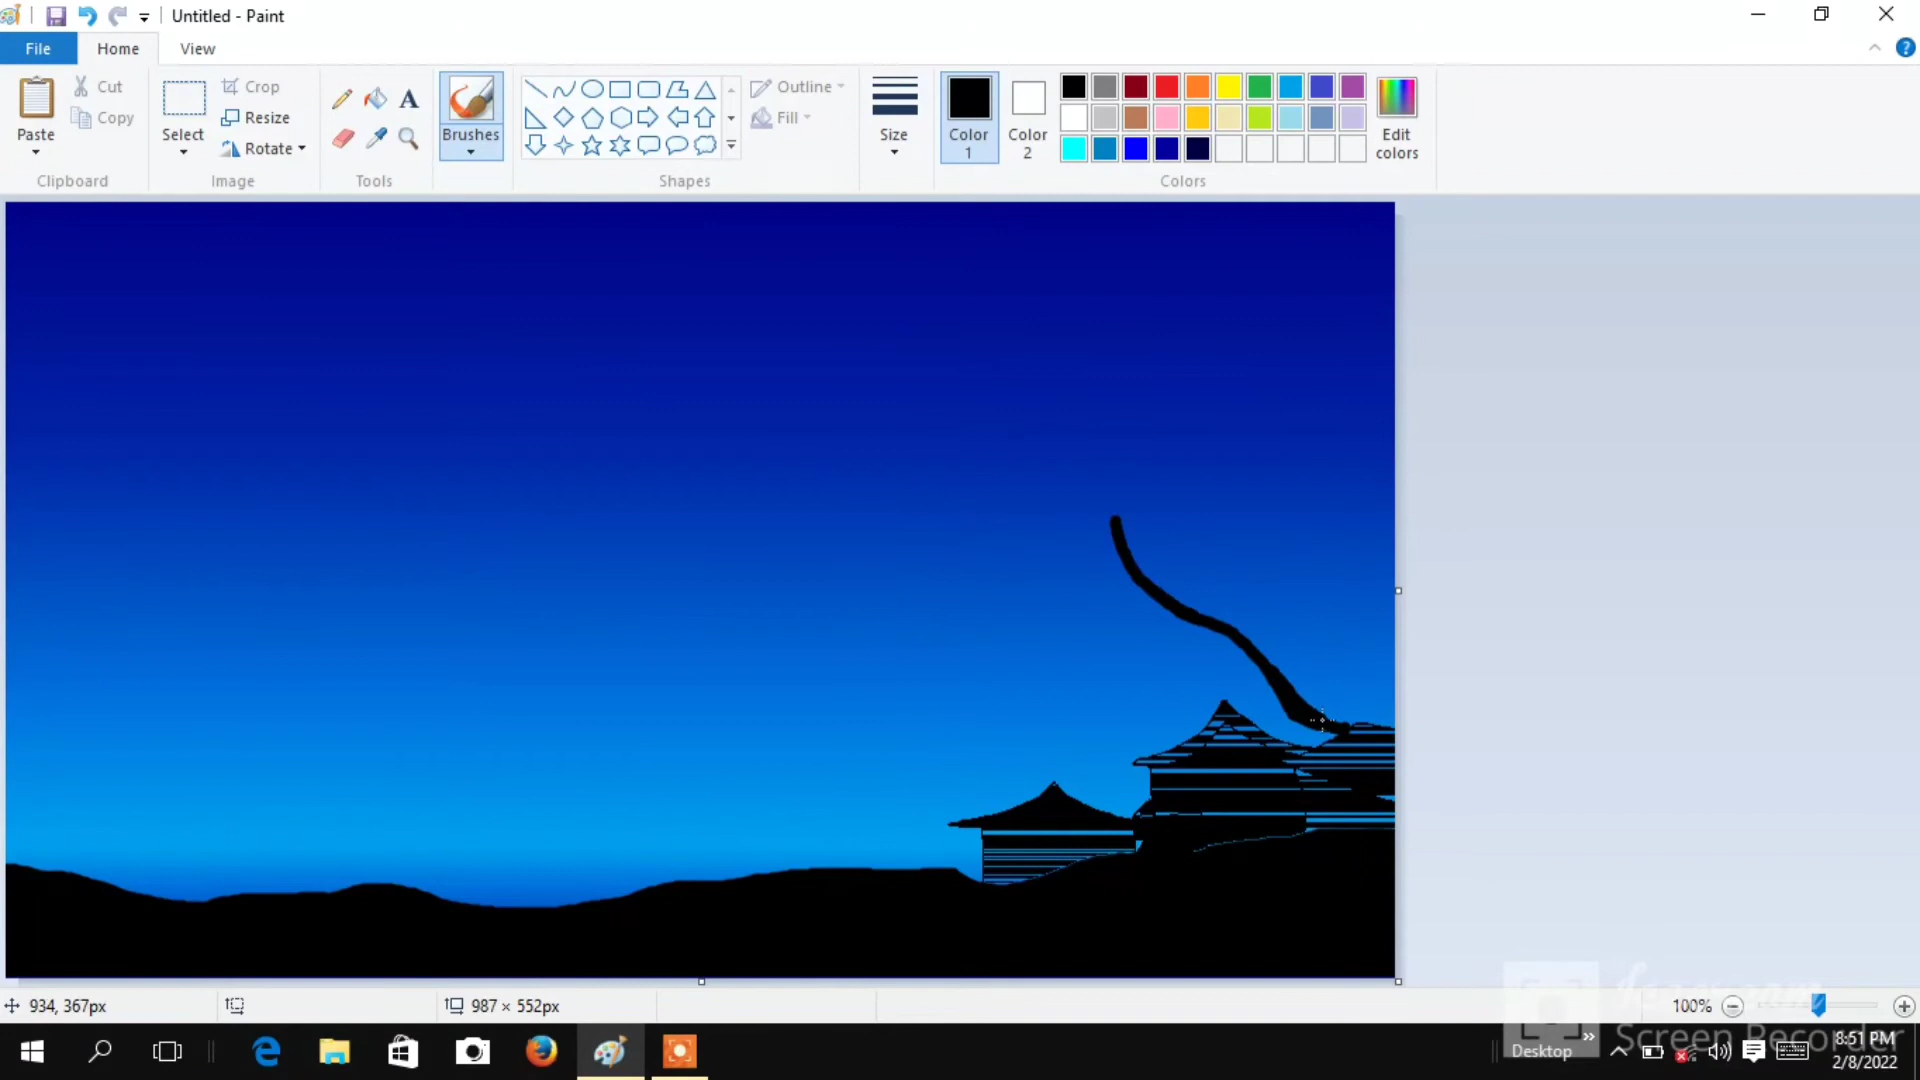 Untitled - Paint
File Home View
Paste
Cut
Copy
Clipboard
Select
Crop
Resize
Rotate
Image
A
Tools
Brushes
Shapes
Outline
Fill
Size
Color 1
Color 2
Edit colors
Colors
934, 367px
987 × 552px
100%
Screen Recorder
Desktop
8:51 PM
2/8/2022